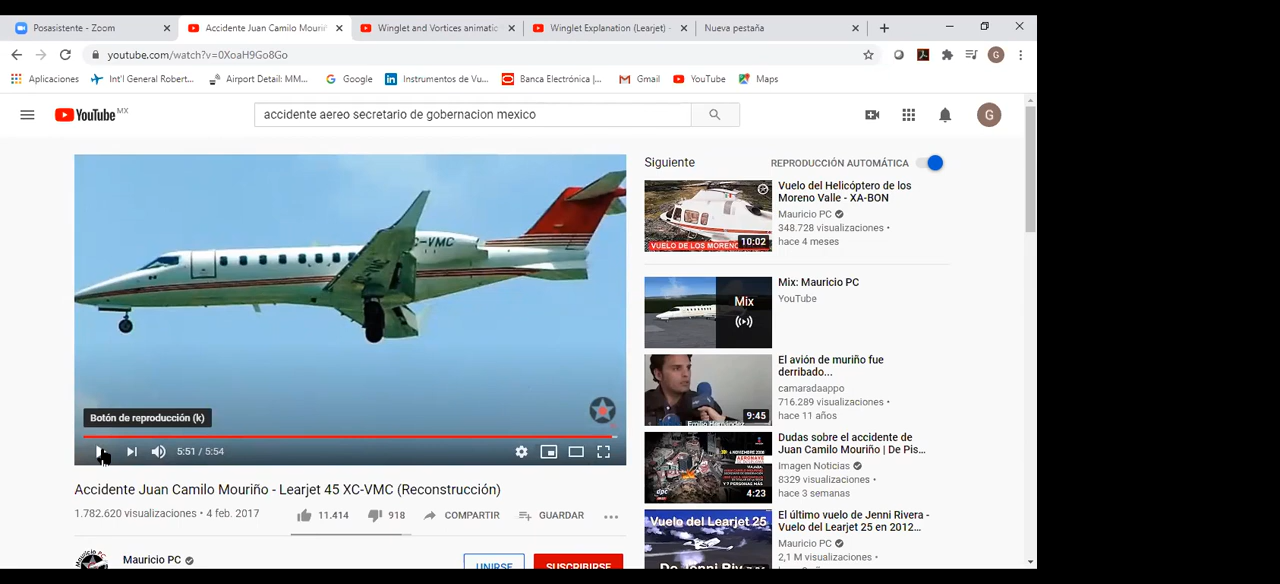 Posasistente - Zoom
Accidente Juan Camilo Mouriñ
Winglet and Vortices animatic
Winglet Explanation (Learjet) -
Nueva pestaña
youtube.com/watch?v=0XoaH9Go8Go
Aplicaciones
Int'l General Robert...
Airport Detail: MM...
Google
Instrumentos de Vu...
Banca Electrónica |...
Gmail
YouTube
Maps
YouTube MX
accidente aereo secretario de gobernacion mexico
G
C-VMC
Botón de reproducción (k)
5:51 / 5:54
Accidente Juan Camilo Mouriño - Learjet 45 XC-VMC (Reconstrucción)
1.782.620 visualizaciones • 4 feb. 2017
11.414
918
COMPARTIR
GUARDAR
Mauricio PC
UNIRSE
SUSCRIBIRSE
Siguiente
REPRODUCCIÓN AUTOMÁTICA
VUELO DE LOS MORENO
10:02
Vuelo del Helicóptero de los
Moreno Valle - XA-BON
Mauricio PC
348.728 visualizaciones •
hace 4 meses
Mix
Mix: Mauricio PC
YouTube
9:45
El avión de muriño fue
derribado...
camaradaappo
716.289 visualizaciones •
hace 11 años
4:23
Dudas sobre el accidente de
Juan Camilo Mouriño | De Pis...
Imagen Noticias
8329 visualizaciones •
hace 3 semanas
Vuelo del Learjet 25
De Jenni Riv
El último vuelo de Jenni Rivera -
Vuelo del Learjet 25 en 2012...
Mauricio PC
2,1 M visualizaciones •